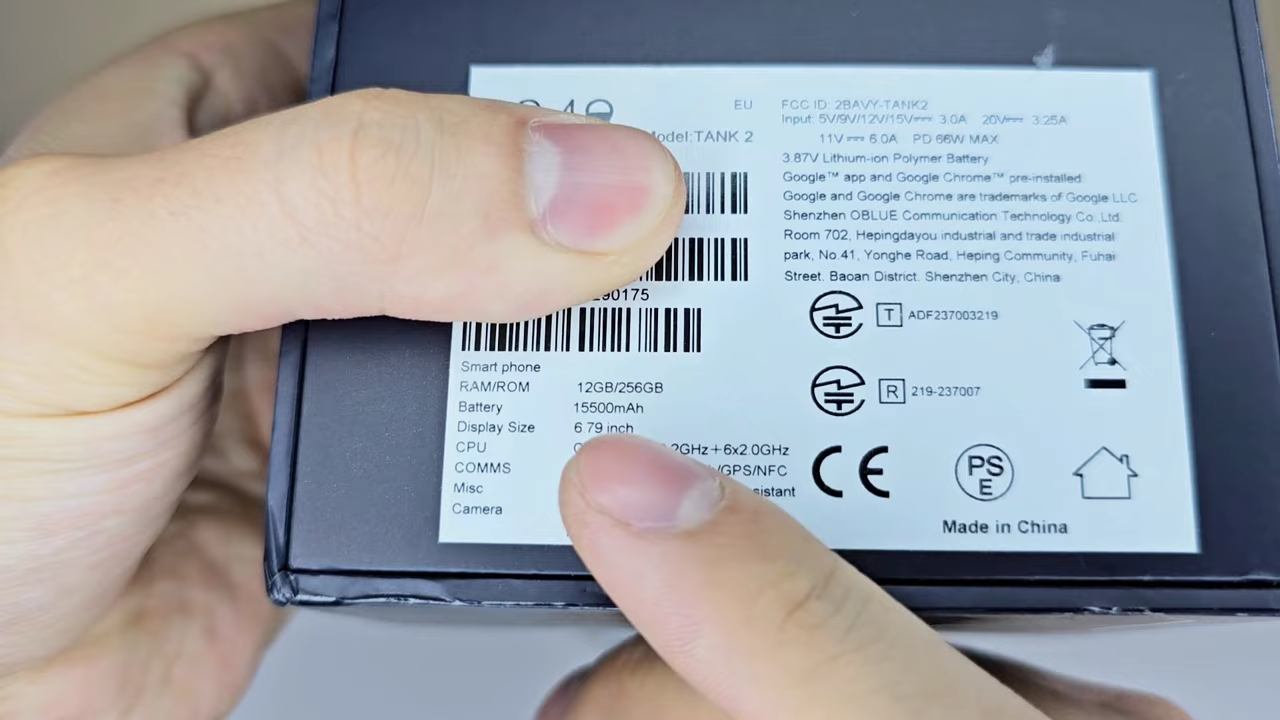 EU
Model:TANK 2
290175
Smart phone
RAM/ROM 12GB/256GB
Battery 15500mAh
Display Size 6.79 inch
CPU 2GHz+6x2.0GHz
COMMS /GPS/NFC
Misc
Camera
FCC ID: 2BAVY-TANK2
Input: 5V/9V/12V/15V⎓ 3.0A 20V⎓ 3.25A
11V⎓ 6.0A PD 66W MAX
3.87V Lithium-ion Polymer Battery
Google™ app and Google Chrome™ pre-installed
Google and Google Chrome are trademarks of Google LLC
Shenzhen OBLUE Communication Technology Co.,Ltd.
Room 702, Hepingdayou industrial and trade industrial
park, No.41, Yonghe Road, Heping Community, Fuhai
Street. Baoan District. Shenzhen City, China
T ADF237003219
R 219-237007
CE
PS
E
Made in China